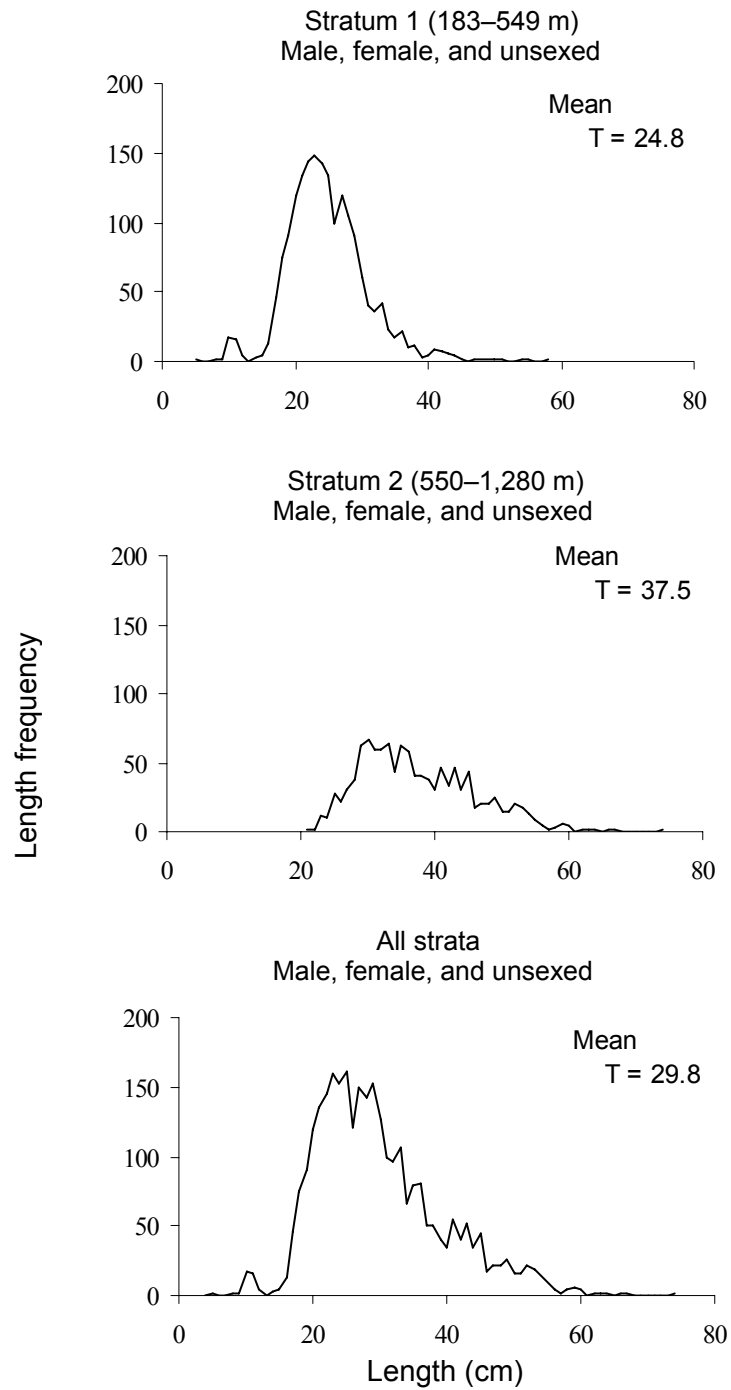 Stratum 1 (183–549 m)
Male, female, and unsexed
Mean
T = 24.8
200
150
100
50
0
0 20 40 60 80
Stratum 2 (550–1,280 m)
Male, female, and unsexed
Mean
T = 37.5
Length frequency
200
150
100
50
0
0 20 40 60 80
All strata
Male, female, and unsexed
Mean
T = 29.8
200
150
100
50
0
0 20 40 60 80
Length (cm)